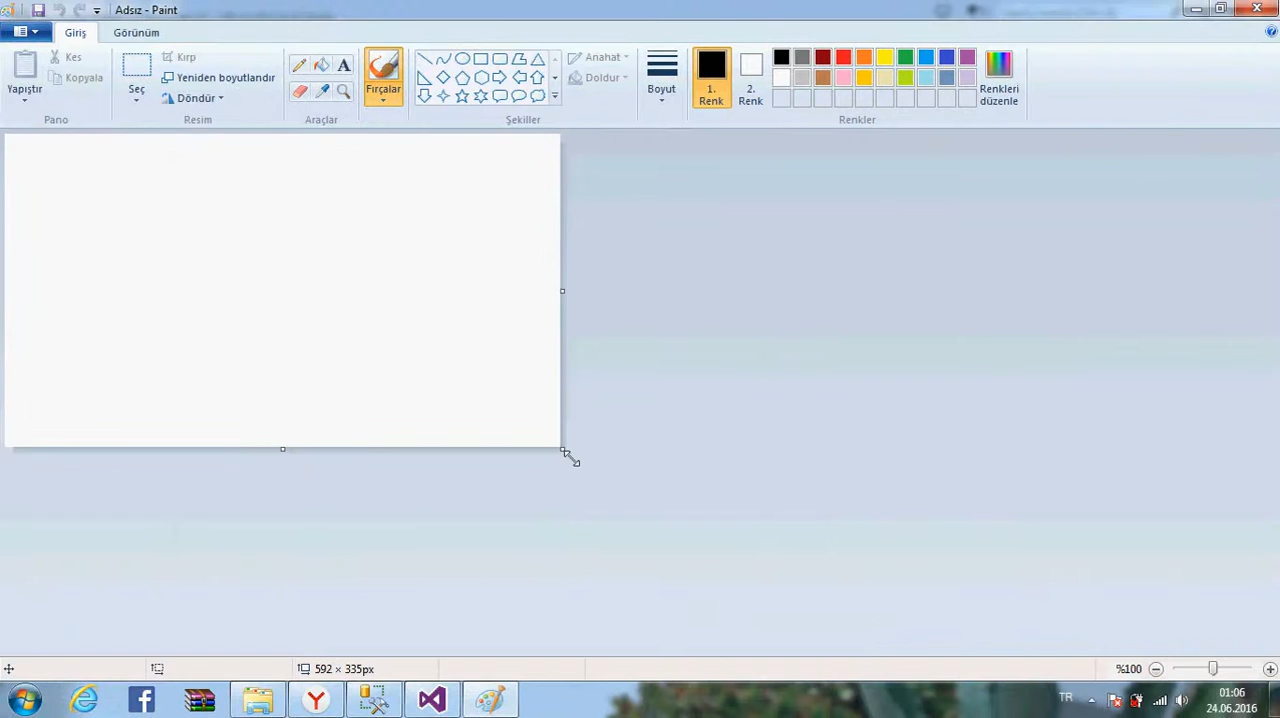 Adsız - Paint
Giriş
Görünüm
Yapıştır
Kes
Kopyala
Pano
Seç
Kırp
Yeniden boyutlandır
Döndür
Resim
A
Araçlar
Fırçalar
Şekiller
Anahat
Doldur
Boyut
1.
Renk
2.
Renk
Renkler
Renkleri
düzenle
592 × 335px
%100
TR
01:06
24.06.2016